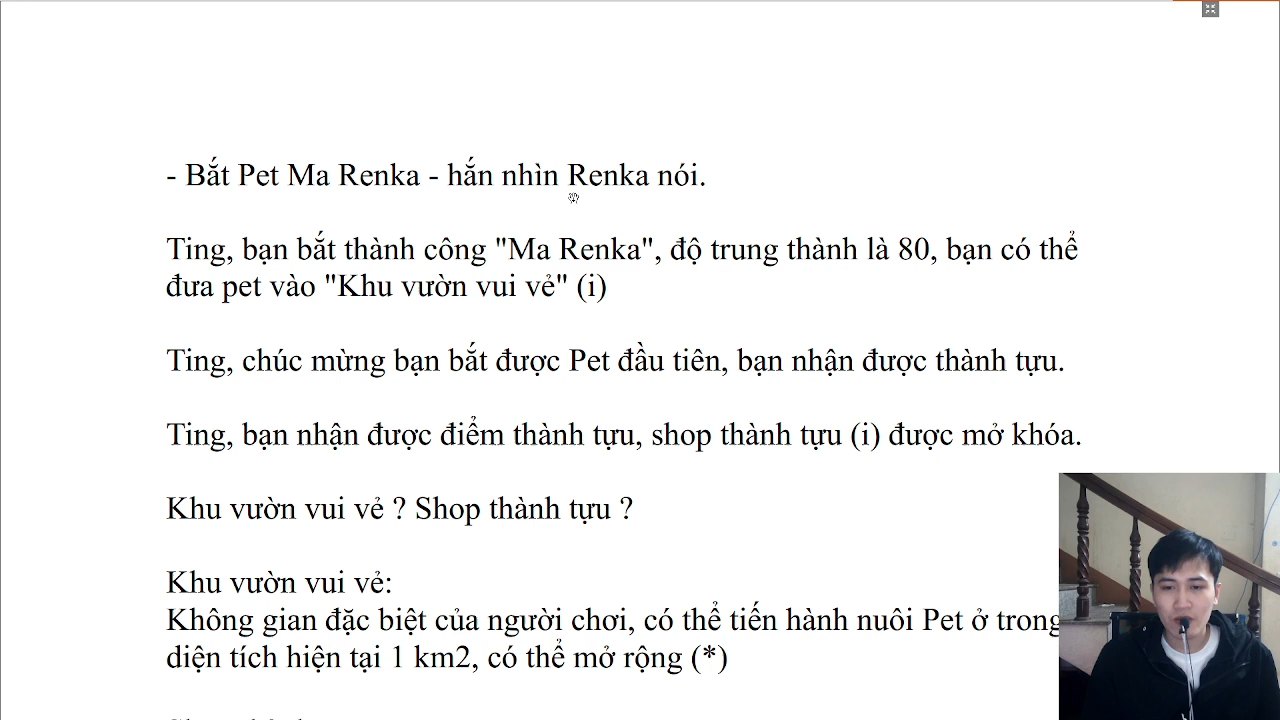 - Bắt Pet Ma Renka - hắn nhìn Renka nói.
Ting, bạn bắt thành công "Ma Renka", độ trung thành là 80, bạn có thể
đưa pet vào "Khu vườn vui vẻ" (i)
Ting, chúc mừng bạn bắt được Pet đầu tiên, bạn nhận được thành tựu.
Ting, bạn nhận được điểm thành tựu, shop thành tựu (i) được mở khóa.
Khu vườn vui vẻ ? Shop thành tựu ?
Khu vườn vui vẻ:
Không gian đặc biệt của người chơi, có thể tiến hành nuôi Pet ở trong
diện tích hiện tại 1 km2, có thể mở rộng (*)